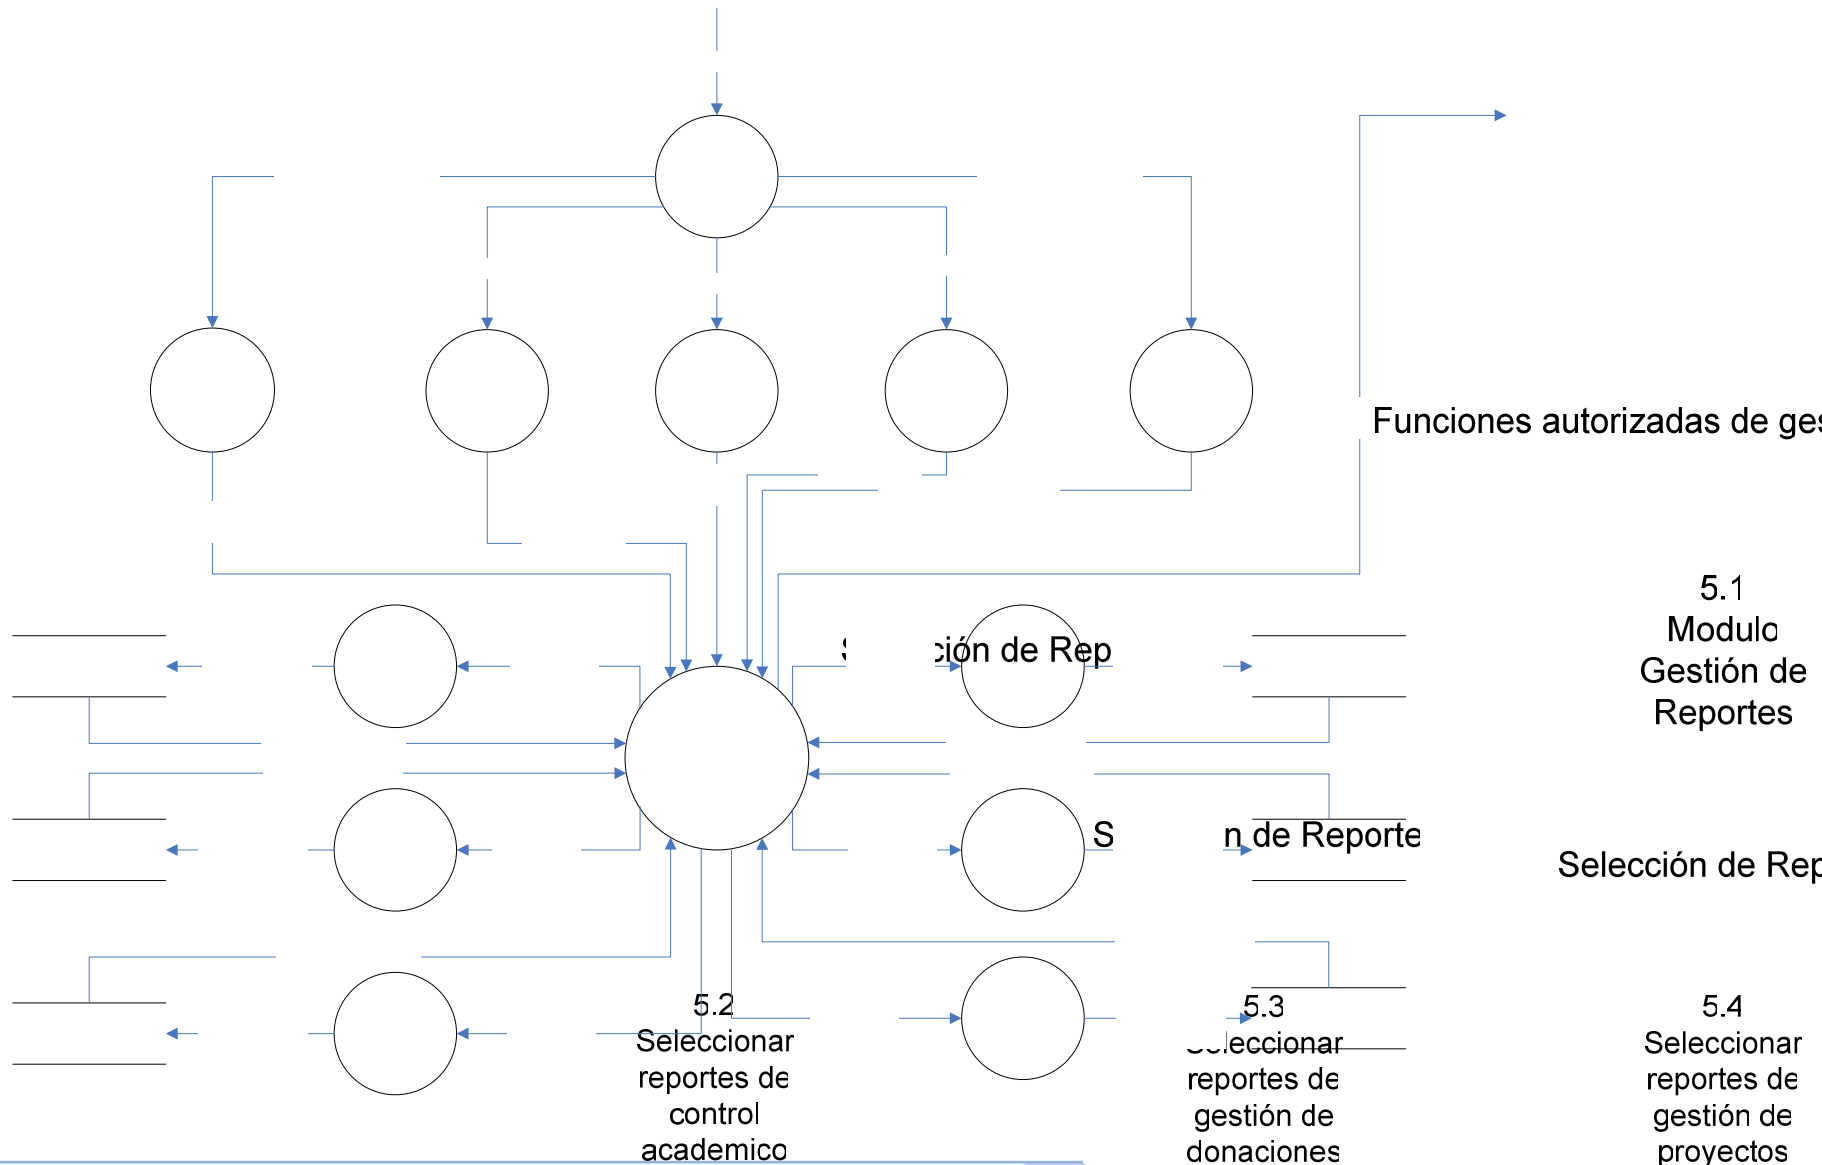 Funciones autorizadas de ges
5.1
Modulo
Gestión de
Reportes
ción de Rep
S n de Reporte
Selección de Rep
5.2
Seleccionar
reportes de
control
academico
5.3
Seleccionar
reportes de
gestión de
donaciones
5.4
Seleccionar
reportes de
gestión de
proyectos